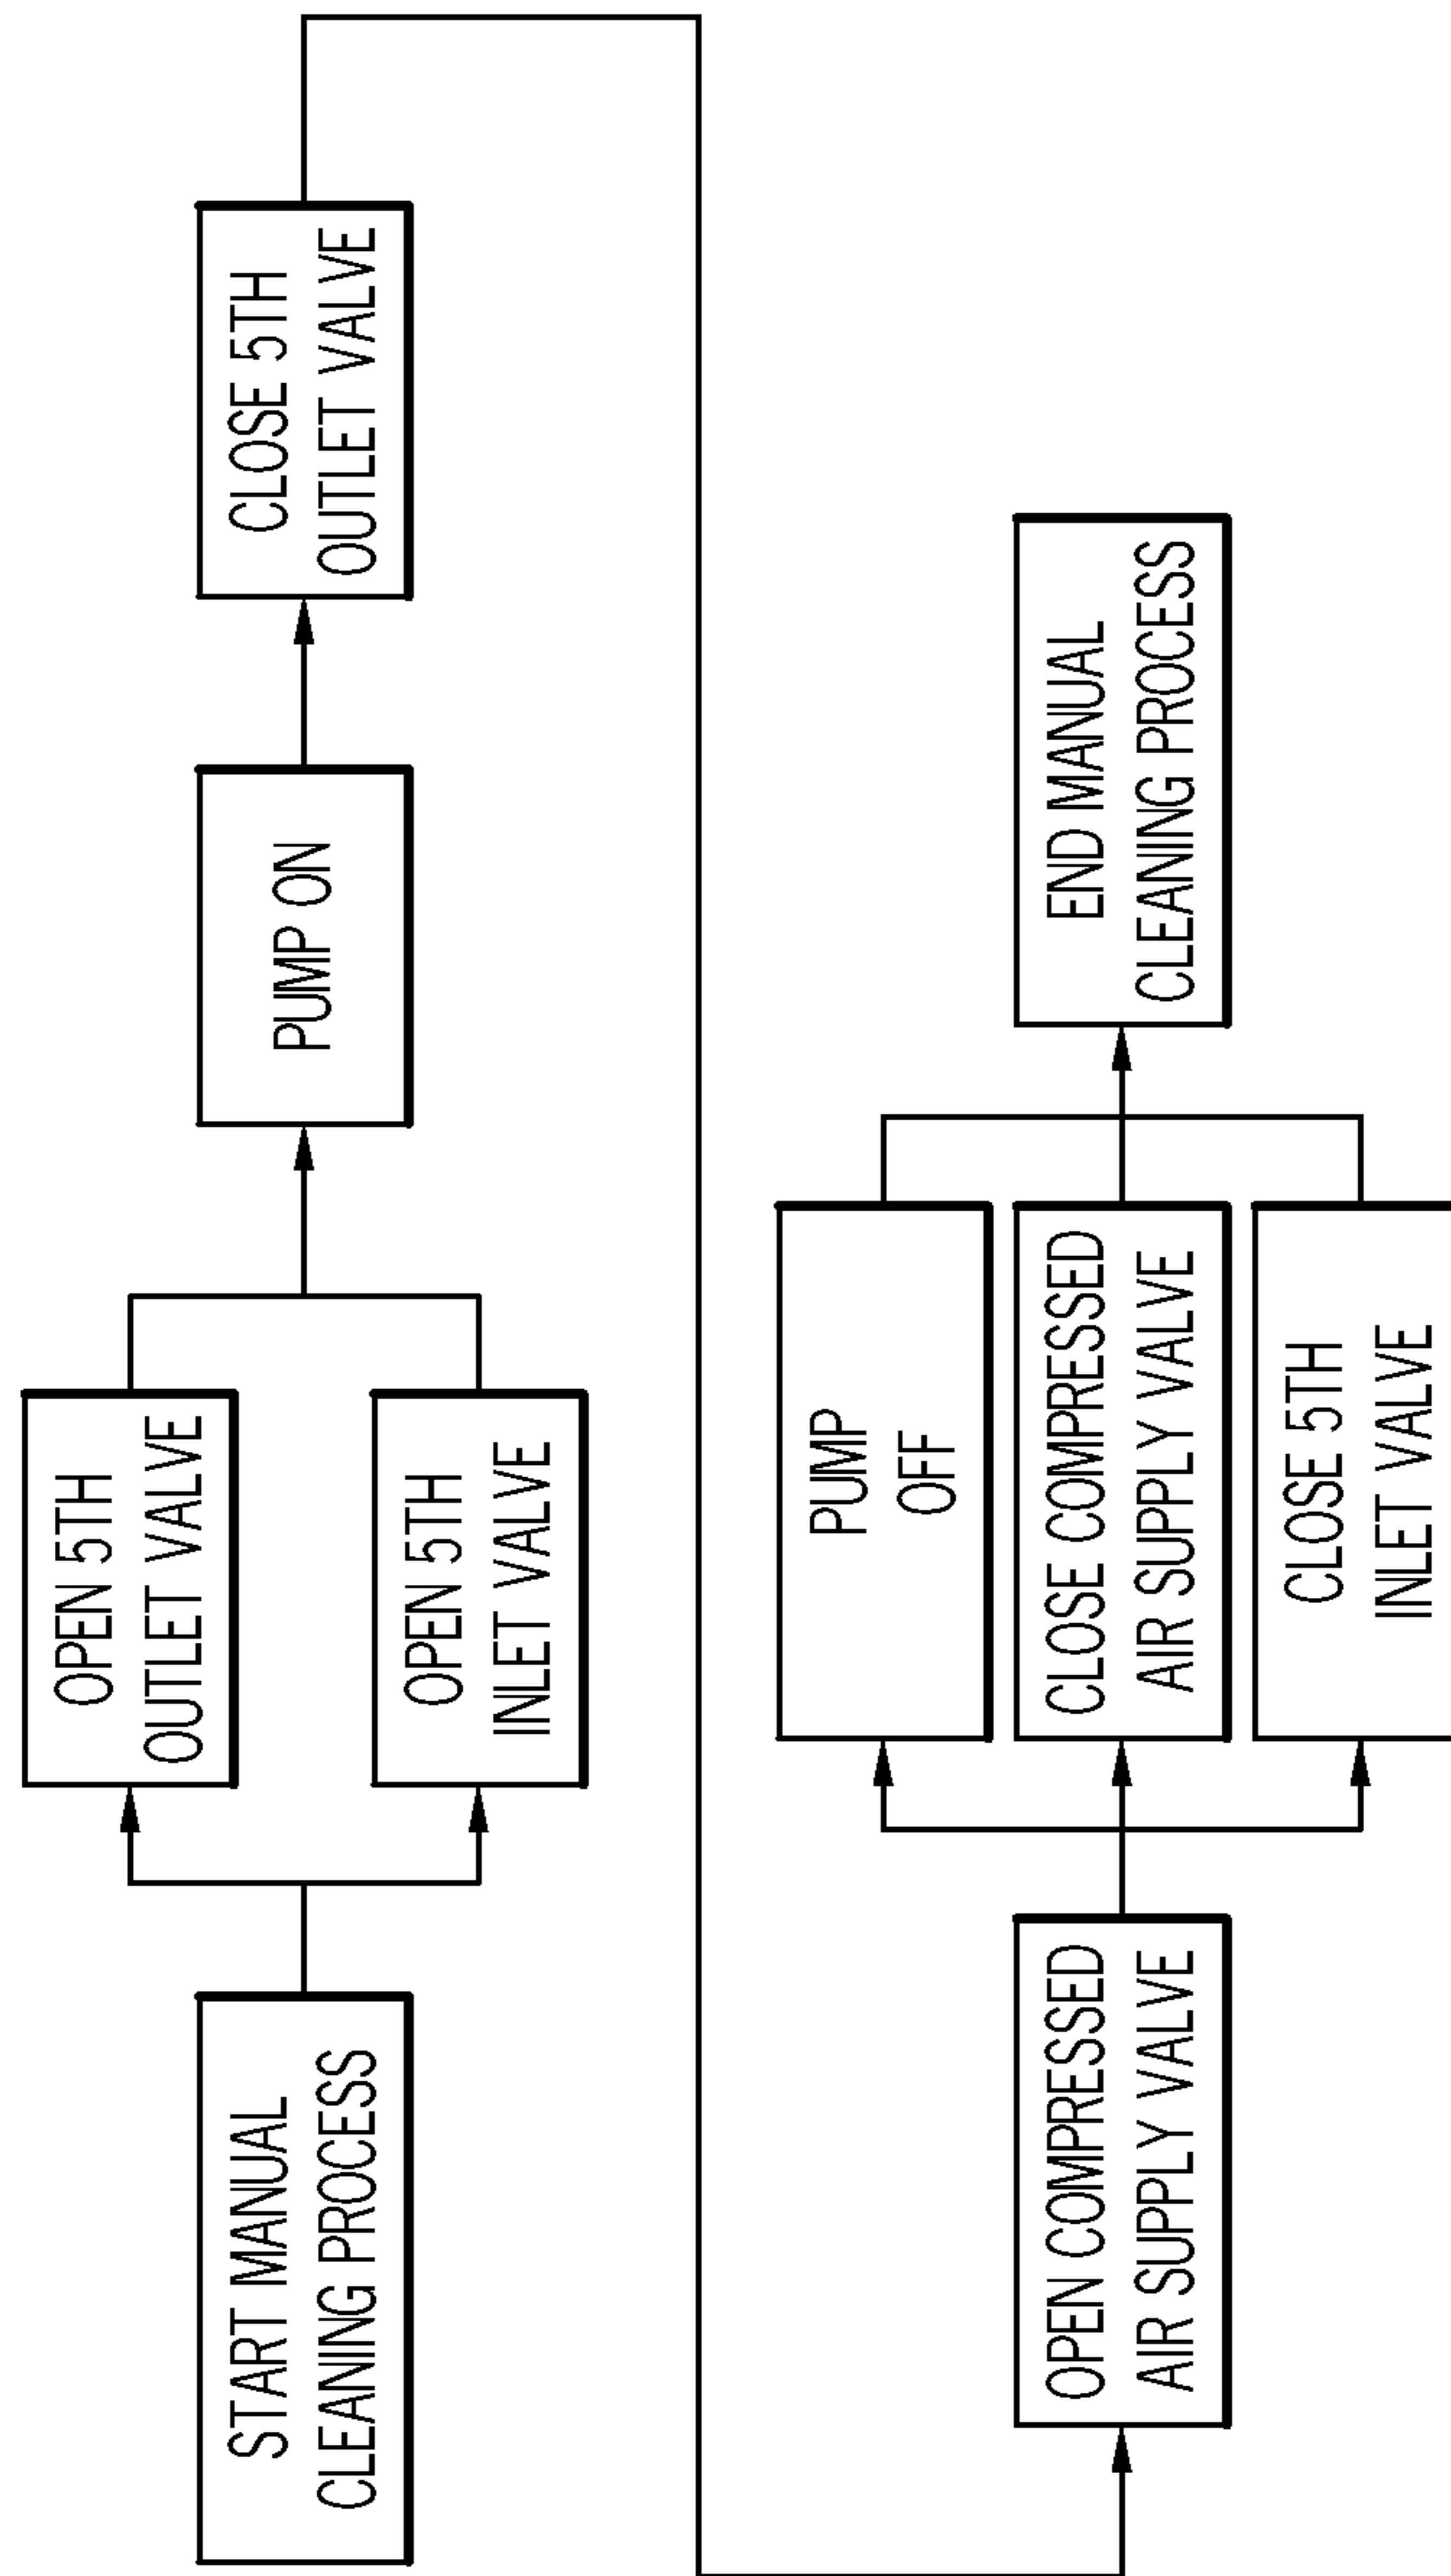 START MANUAL
CLEANING PROCESS
OPEN 5TH
OUTLET VALVE
OPEN 5TH
INLET VALVE
PUMP ON
CLOSE 5TH
OUTLET VALVE
OPEN COMPRESSED
AIR SUPPLY VALVE
PUMP
OFF
CLOSE COMPRESSED
AIR SUPPLY VALVE
CLOSE 5TH
INLET VALVE
END MANUAL
CLEANING PROCESS